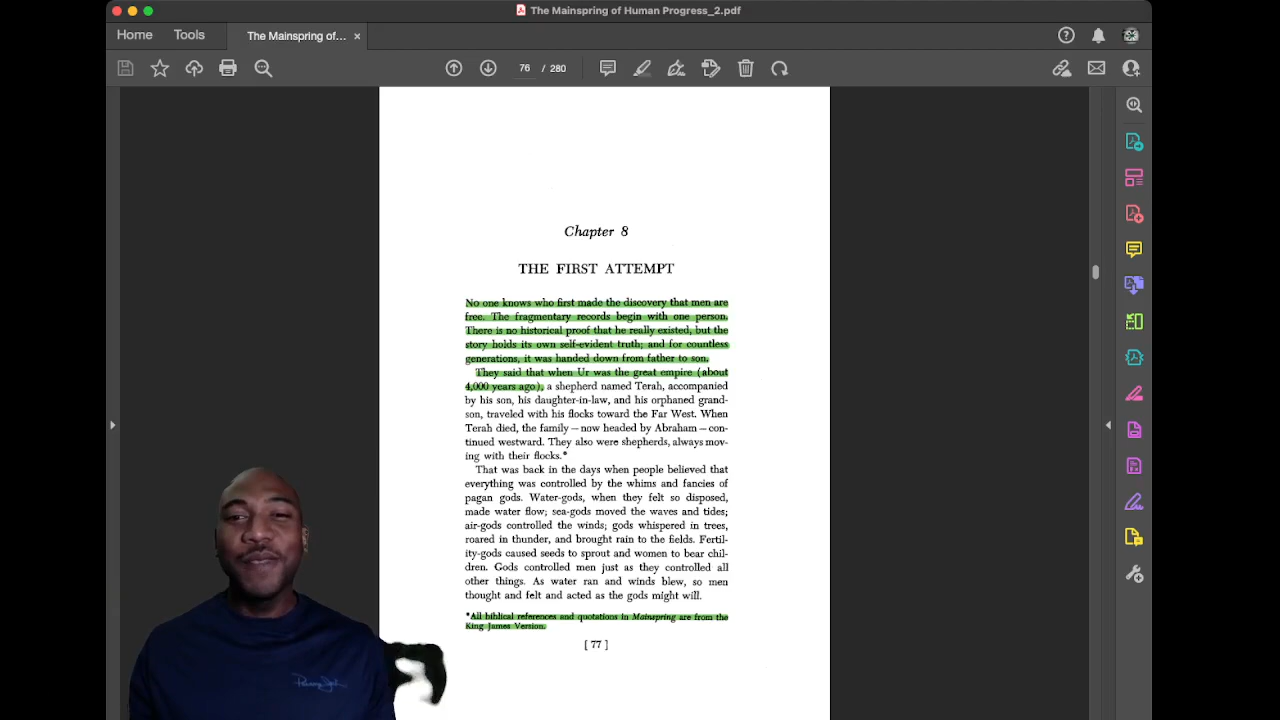 The Mainspring of Human Progress_2.pdf
Home
Tools
The Mainspring of...
76 / 280
Chapter 8
THE FIRST ATTEMPT
No one knows who first made the discovery that men are
free. The fragmentary records begin with one person.
There is no historical proof that he really existed, but the
story holds its own self-evident truth; and for countless
generations, it was handed down from father to son.
They said that when Ur was the great empire (about
4,000 years ago), a shepherd named Terah, accompanied
by his son, his daughter-in-law, and his orphaned grand-
son, traveled with his flocks toward the Far West. When
Terah died, the family — now headed by Abraham — con-
tinued westward. They also were shepherds, always mov-
ing with their flocks.*
That was back in the days when people believed that
everything was controlled by the whims and fancies of
pagan gods. Water-gods, when they felt so disposed,
made water flow; sea-gods moved the waves and tides;
air-gods controlled the winds; gods whispered in trees,
roared in thunder, and brought rain to the fields. Fertil-
ity-gods caused seeds to sprout and women to bear chil-
dren. Gods controlled men just as they controlled all
other things. As water ran and winds blew, so men
thought and felt and acted as the gods might will.
*All biblical references and quotations in Mainspring are from the
King James Version.
[ 77 ]